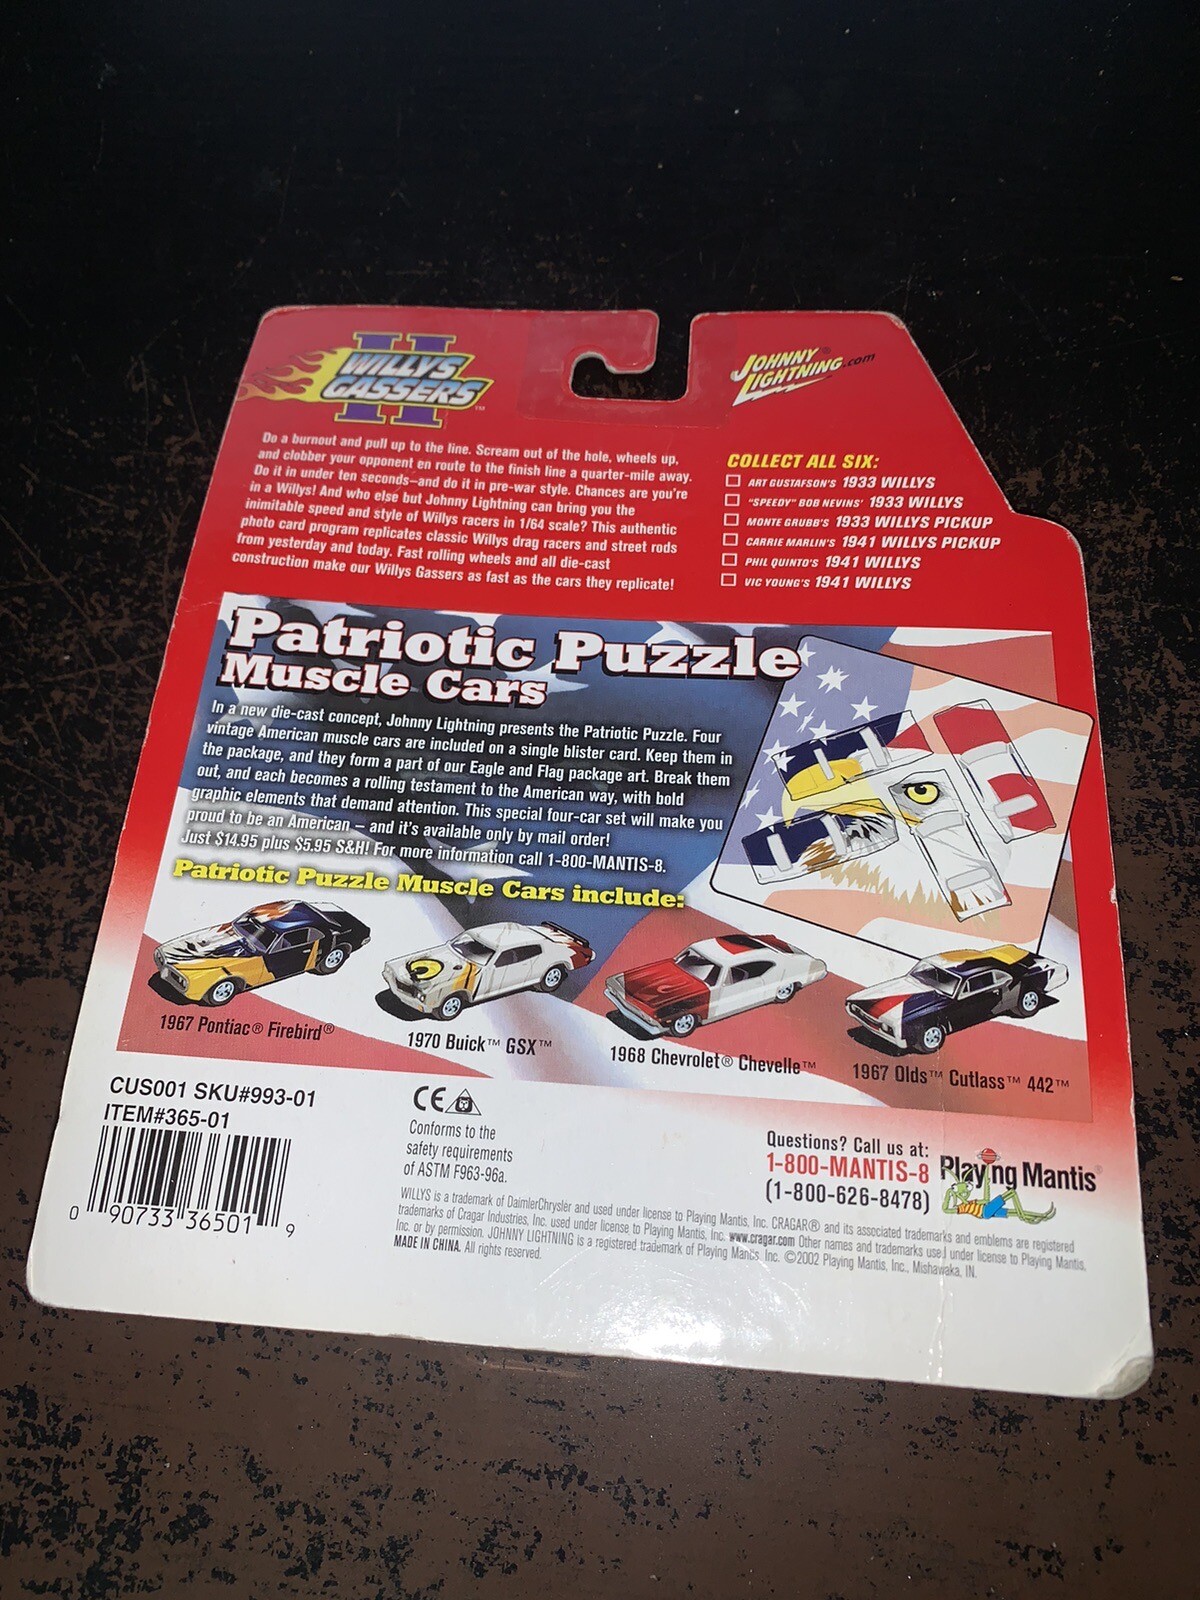 II
WILLYS
GASSERS™
JOHNNY®
LIGHTNING.com
Do a burnout and pull up to the line. Scream out of the hole, wheels up,
and clobber your opponent en route to the finish line a quarter-mile away.
Do it in under ten seconds—and do it in pre-war style. Chances are you're
in a Willys! And who else but Johnny Lightning can bring you the
inimitable speed and style of Willys racers in 1/64 scale? This authentic
photo card program replicates classic Willys drag racers and street rods
from yesterday and today. Fast rolling wheels and all die-cast
construction make our Willys Gassers as fast as the cars they replicate!
COLLECT ALL SIX:
ART GUSTAFSON'S 1933 WILLYS
"SPEEDY" BOB NEVINS' 1933 WILLYS
MONTE GRUBB'S 1933 WILLYS PICKUP
CARRIE MARLIN'S 1941 WILLYS PICKUP
PHIL QUINTO'S 1941 WILLYS
VIC YOUNG'S 1941 WILLYS
Patriotic Puzzle
Muscle Cars
In a new die-cast concept, Johnny Lightning presents the Patriotic Puzzle. Four
vintage American muscle cars are included on a single blister card. Keep them in
the package, and they form a part of our Eagle and Flag package art. Break them
out, and each becomes a rolling testament to the American way, with bold
graphic elements that demand attention. This special four-car set will make you
proud to be an American – and it's available only by mail order!
Just $14.95 plus $5.95 S&H! For more information call 1-800-MANTIS-8.
Patriotic Puzzle Muscle Cars include:
1967 Pontiac® Firebird®
1970 Buick™ GSX™
1968 Chevrolet® Chevelle™
1967 Olds™ Cutlass™ 442™
CUS001 SKU#993-01
ITEM#365-01
0 90733 36501 9
CE
Conforms to the
safety requirements
of ASTM F963-96a.
Questions? Call us at:
1-800-MANTIS-8
(1-800-626-8478)
Playing Mantis®
WILLYS is a trademark of DaimlerChrysler and used under license to Playing Mantis, Inc. CRAGAR® and its associated trademarks and emblems are registered
trademarks of Cragar Industries, Inc. used under license to Playing Mantis, Inc. www.cragar.com Other names and trademarks used under license to Playing Mantis,
Inc. or by permission. JOHNNY LIGHTNING is a registered trademark of Playing Mantis, Inc. ©2002 Playing Mantis, Inc., Mishawaka, IN.
MADE IN CHINA. All rights reserved.